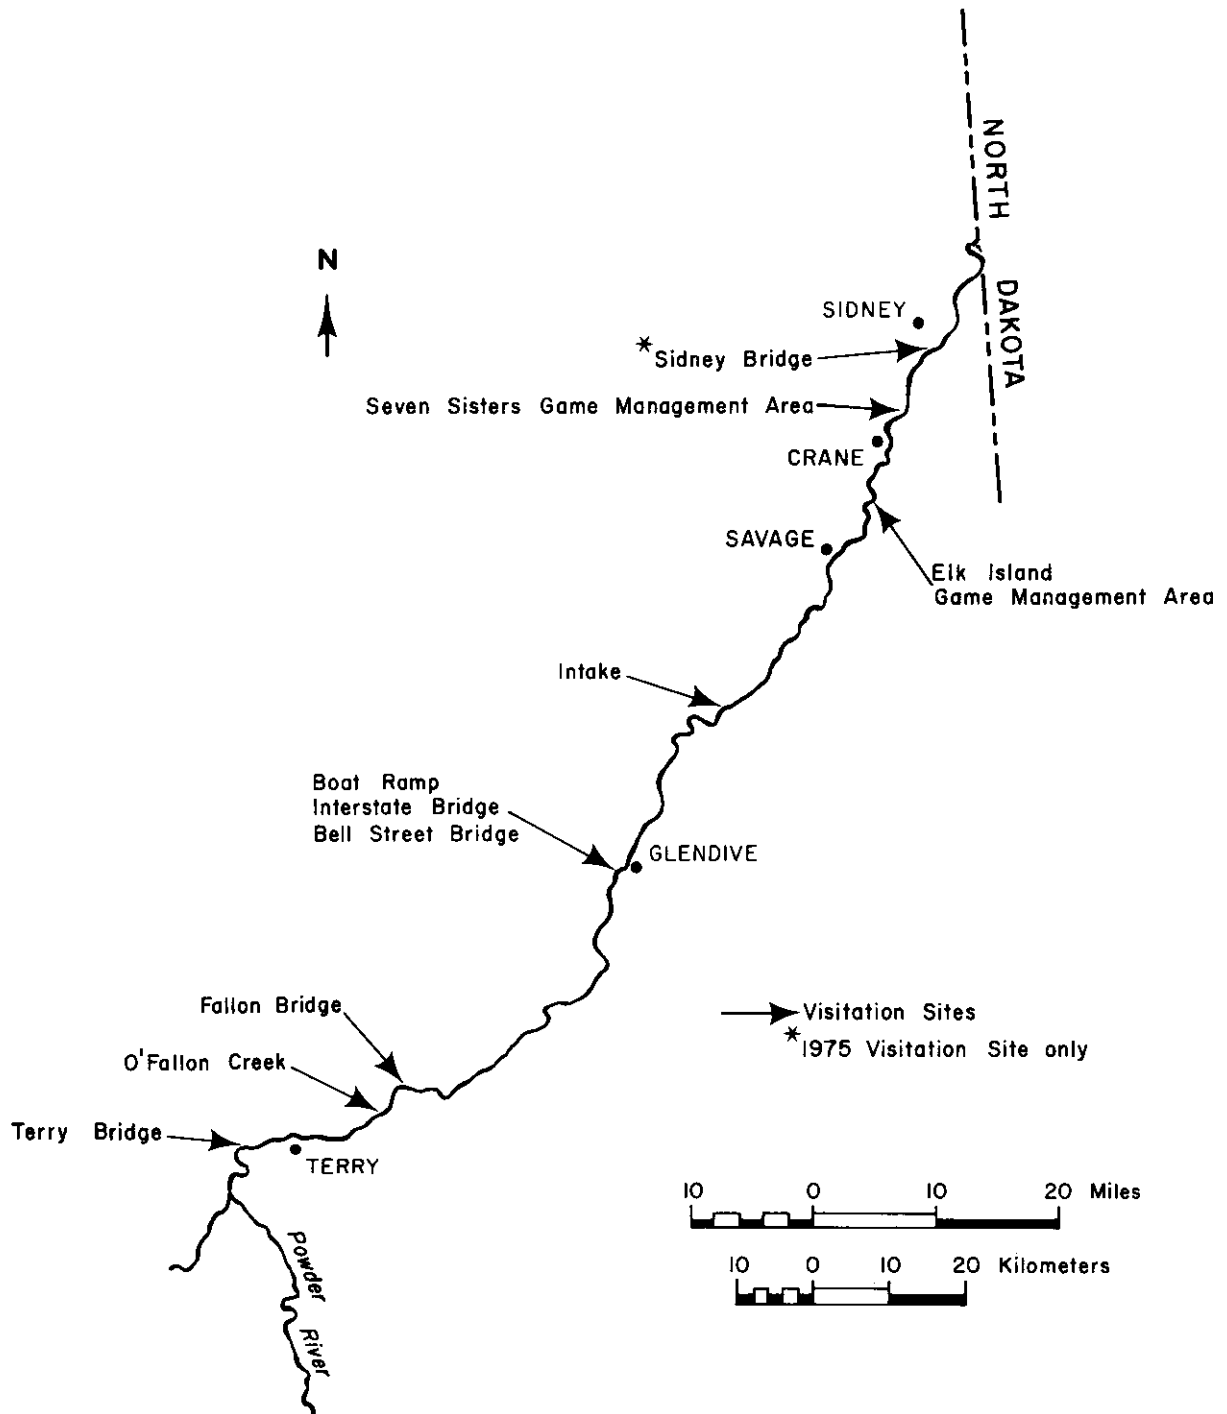 NORTH
DAKOTA
N
SIDNEY
*Sidney Bridge
Seven Sisters Game Management Area
CRANE
SAVAGE
Elk Island
Game Management Area
Intake
Boat Ramp
Interstate Bridge
Bell Street Bridge
GLENDIVE
Fallon Bridge
Visitation Sites
*1975 Visitation Site only
O'Fallon Creek
Terry Bridge
TERRY
10 0 10 20 Miles
10 0 10 20 Kilometers
Powder
River